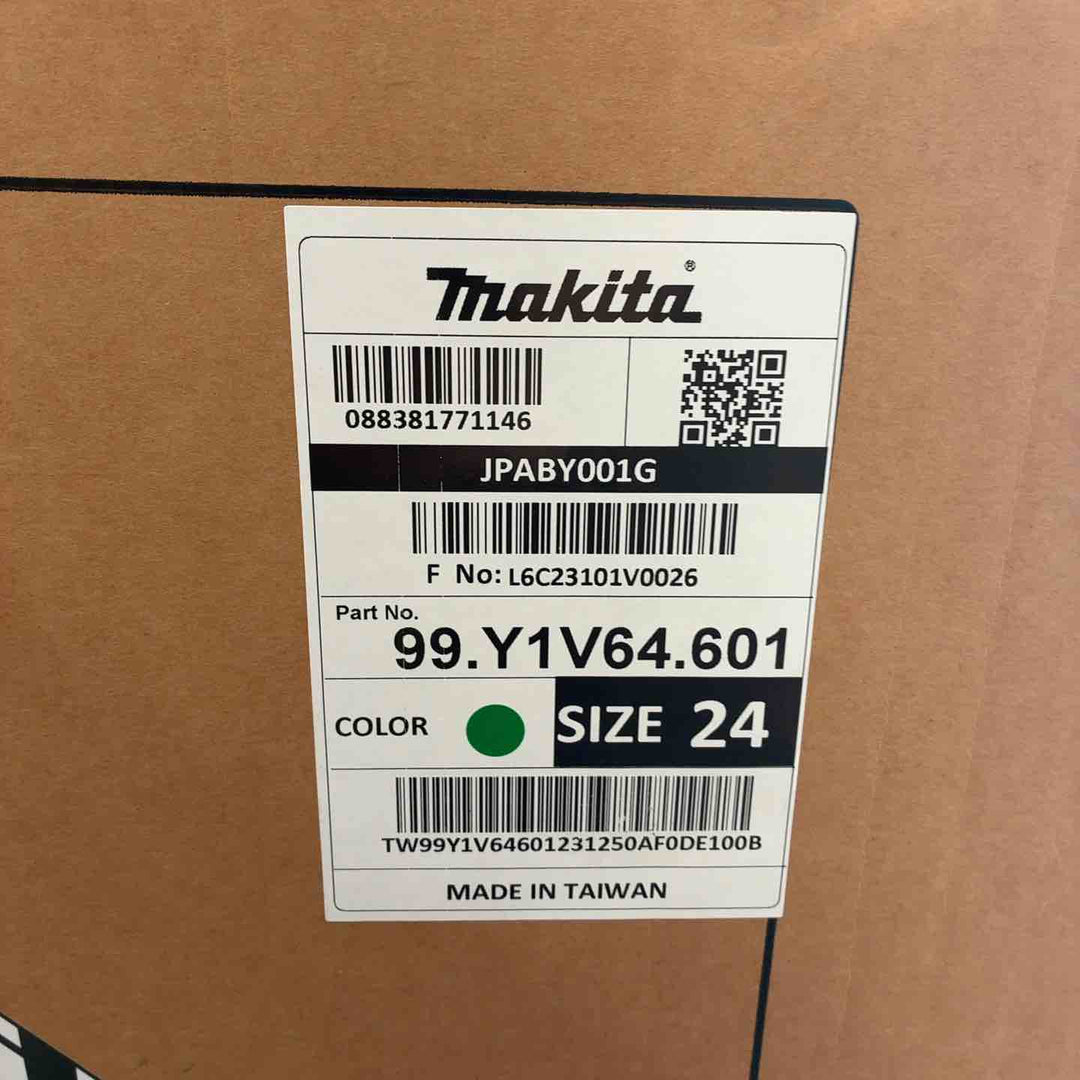 makita®
088381771146
JPABY001G
F No: L6C23101V0026
Part No.
99.Y1V64.601
COLOR
SIZE 24
TW99Y1V64601231250AF0DE100B
MADE IN TAIWAN